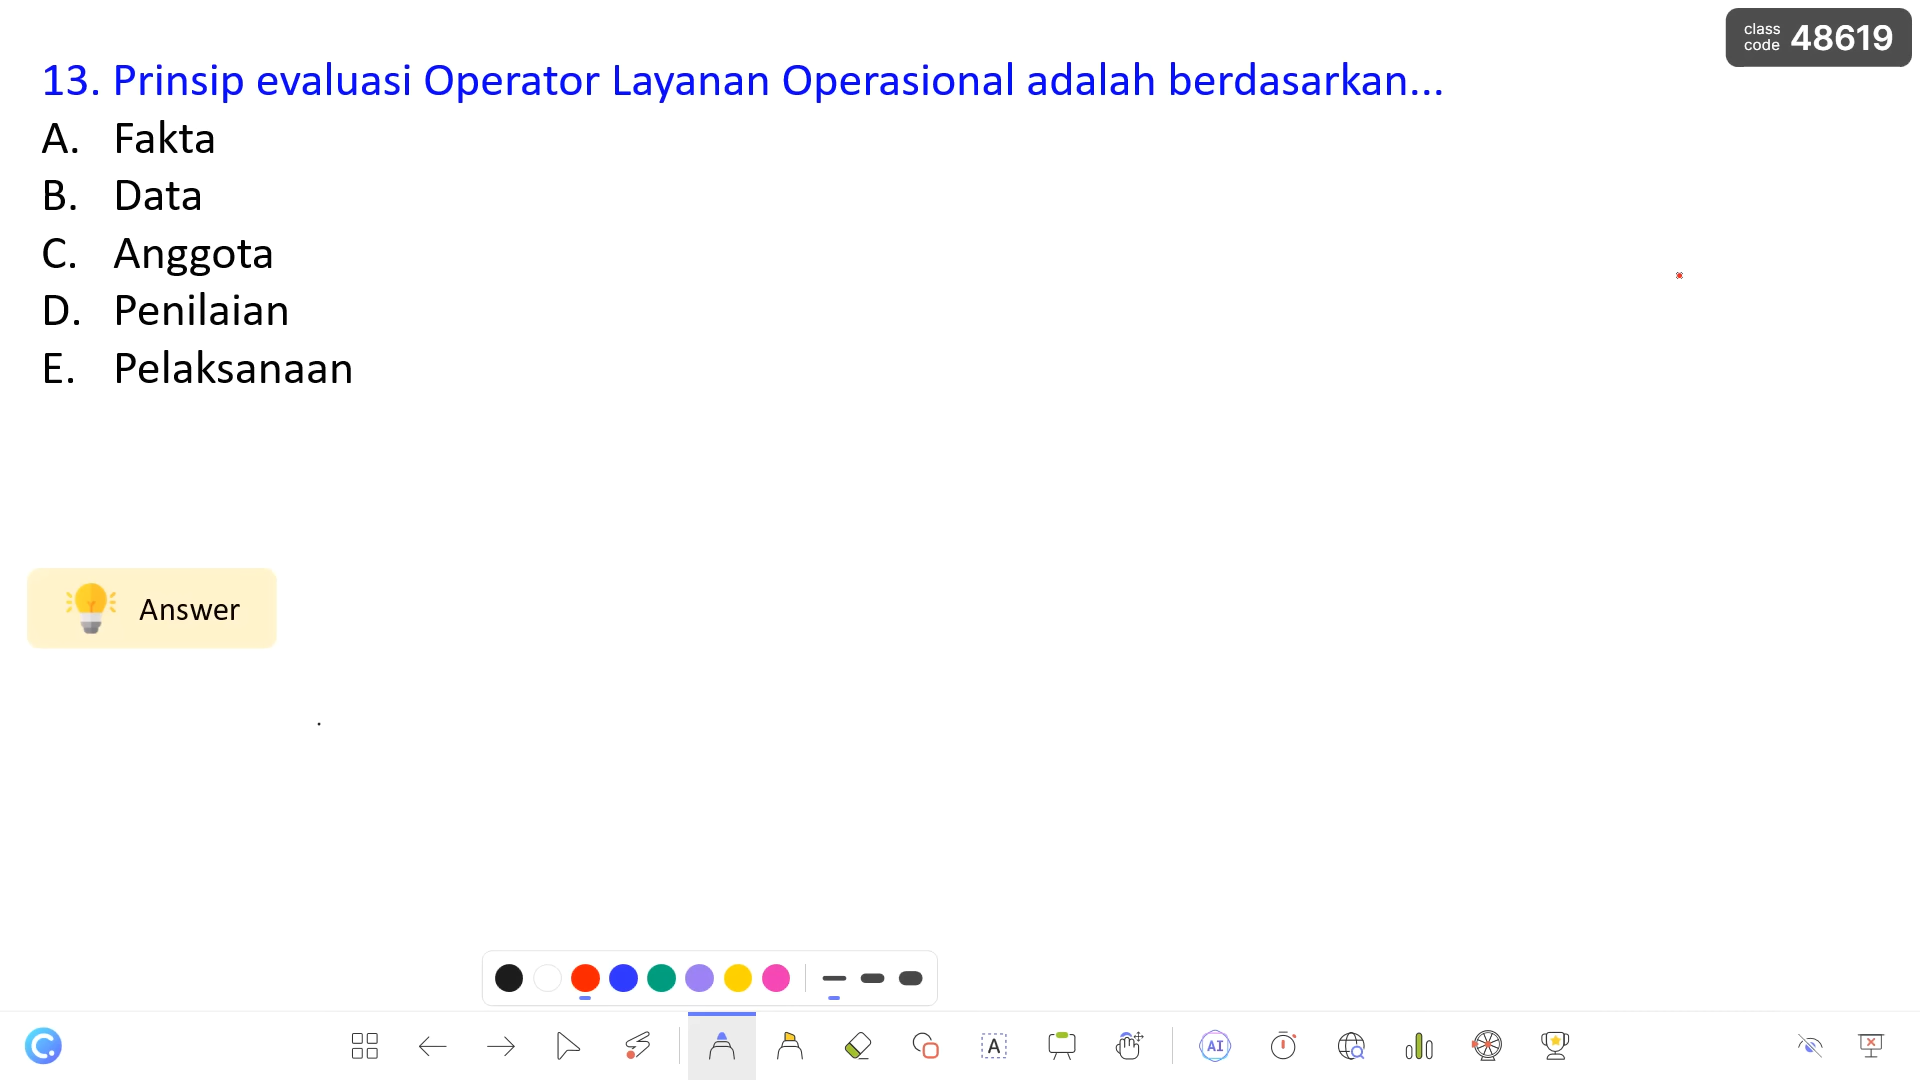 class
code 48619
13. Prinsip evaluasi Operator Layanan Operasional adalah berdasarkan...
A. Fakta
B. Data
C. Anggota
D. Penilaian
E. Pelaksanaan
Answer
A
AI